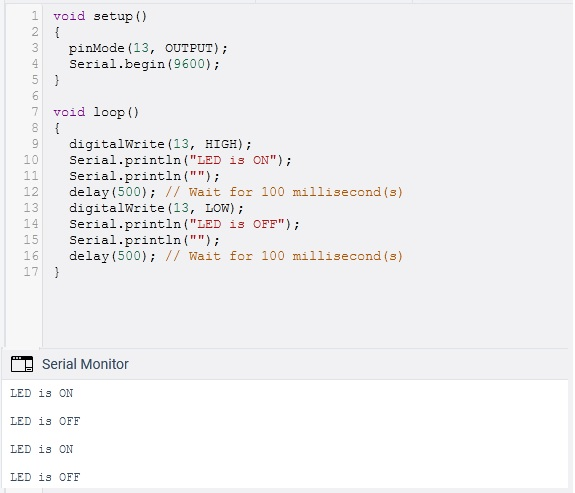 1 void setup()
2 {
3 pinMode(13, OUTPUT);
4 Serial.begin(9600);
5 }
6
7 void loop()
8 {
9 digitalWrite(13, HIGH);
10 Serial.println("LED is ON");
11 Serial.println("");
12 delay(500); // Wait for 100 millisecond(s)
13 digitalWrite(13, LOW);
14 Serial.println("LED is OFF");
15 Serial.println("");
16 delay(500); // Wait for 100 millisecond(s)
17 }
Serial Monitor
LED is ON
LED is OFF
LED is ON
LED is OFF